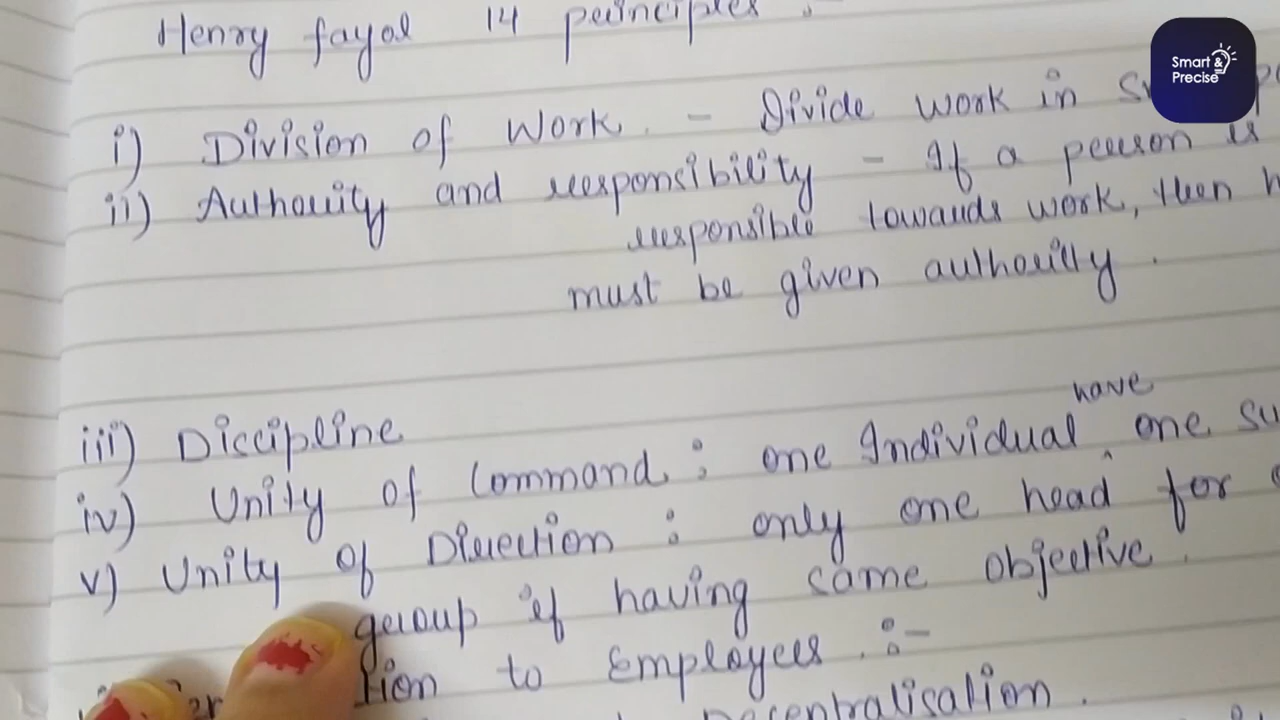 Henry fayol 14 principles :
Smart &
Precise
i) Division of Work. - Divide work in
ii) Authority and responsibility - If a person is
responsible towards work, then
must be given authority.
iii) Discipline
have
iv) Unity of Command : one Individual ^ one
v) Unity of Direction : only one head for
group if having same objective.
to Employees :-
Decentralisation.